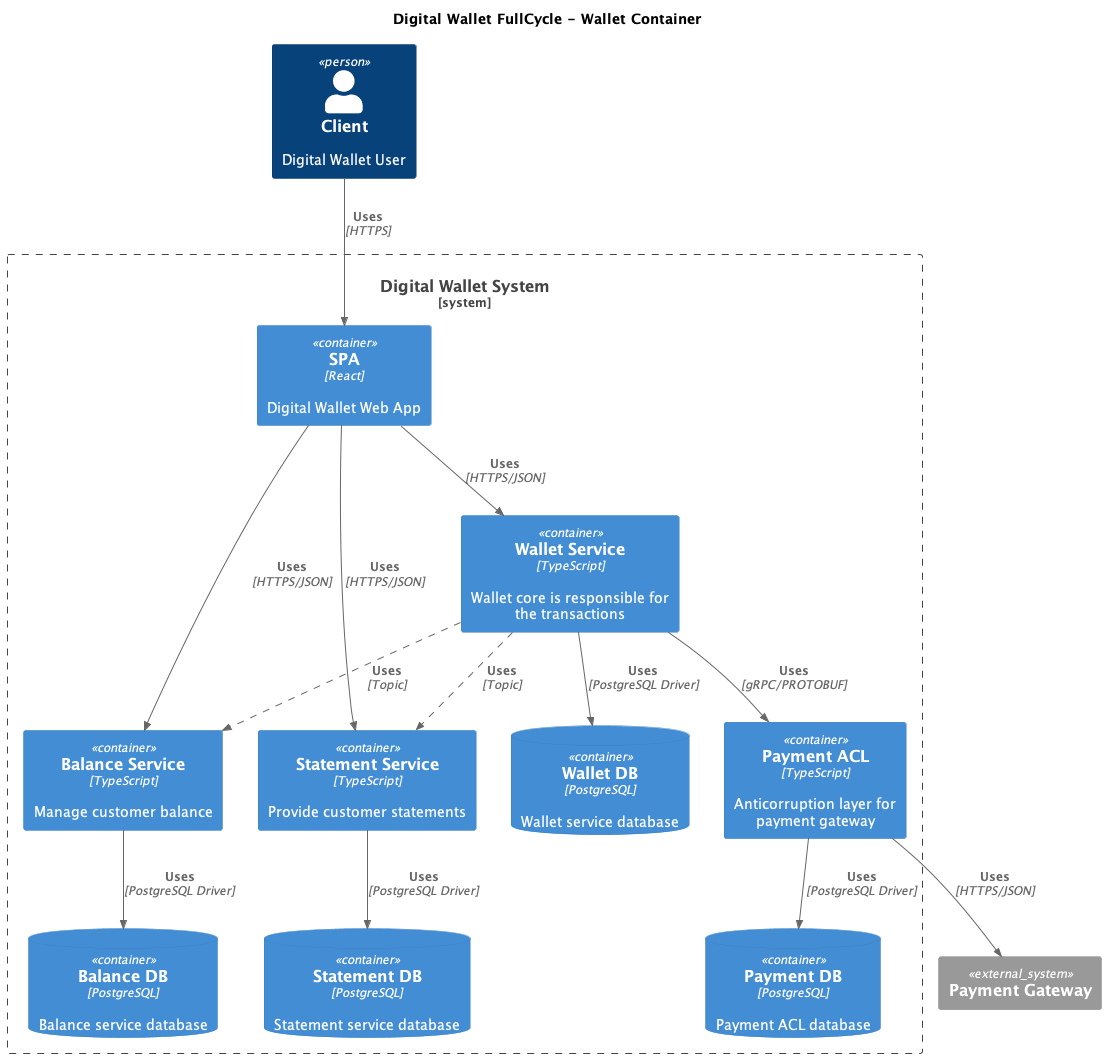 Digital Wallet FullCycle - Wallet Container
«person»
Client
Digital Wallet User
Uses
[HTTPS]
Digital Wallet System
[system]
«container»
SPA
[React]
Digital Wallet Web App
Uses
[HTTPS/JSON]
«container»
Wallet Service
[TypeScript]
Wallet core is responsible for
the transactions
Uses
[HTTPS/JSON]
Uses
[HTTPS/JSON]
Uses
[Topic]
Uses
[Topic]
Uses
[PostgreSQL Driver]
Uses
[gRPC/PROTOBUF]
«container»
Balance Service
[TypeScript]
Manage customer balance
«container»
Statement Service
[TypeScript]
Provide customer statements
«container»
Wallet DB
[PostgreSQL]
Wallet service database
«container»
Payment ACL
[TypeScript]
Anticorruption layer for
payment gateway
Uses
[PostgreSQL Driver]
Uses
[PostgreSQL Driver]
Uses
[PostgreSQL Driver]
Uses
[HTTPS/JSON]
«container»
Balance DB
[PostgreSQL]
Balance service database
«container»
Statement DB
[PostgreSQL]
Statement service database
«container»
Payment DB
[PostgreSQL]
Payment ACL database
«external_system»
Payment Gateway